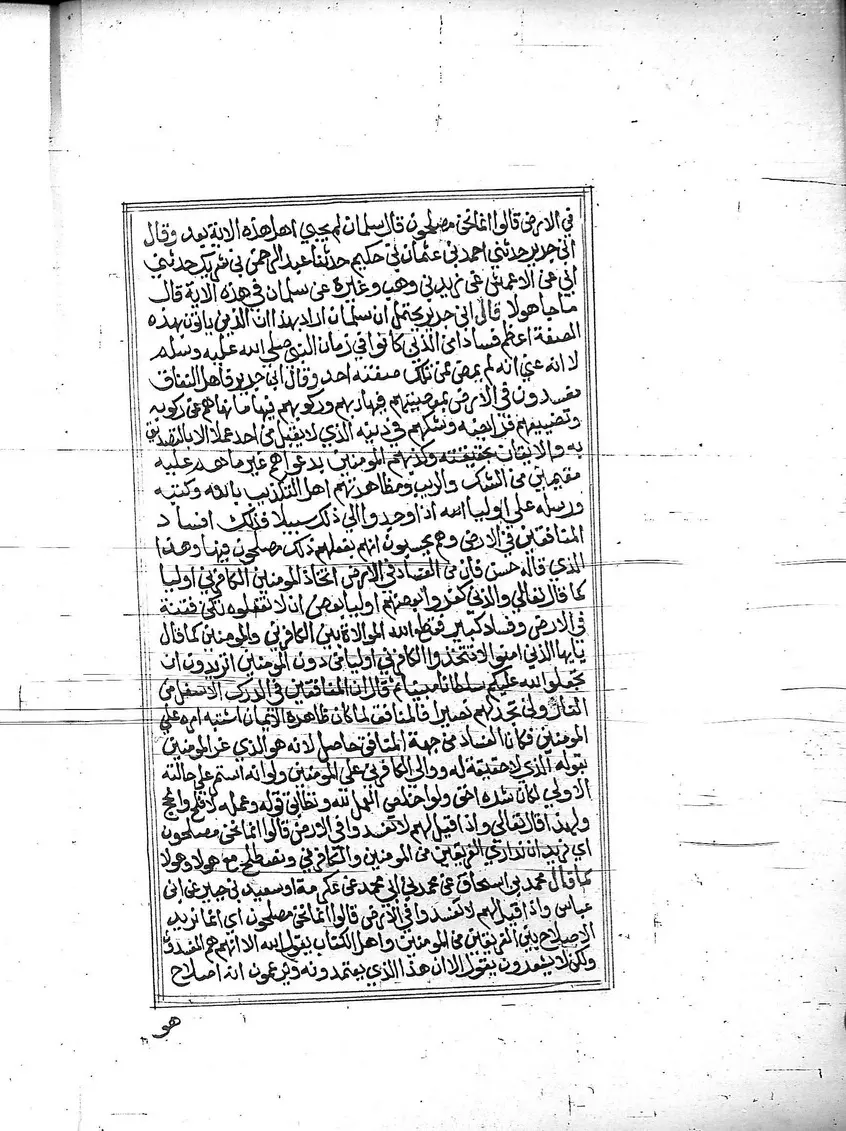 في الارض قالوا انما نحن مصلحون قال سلمان لم يجيي اهل هذه الاية بعد وقال
ابن جرير حدثني احمد بن عثمان بن حكيم حدثنا عبد الرحمن بن شريك حدثني
ابي عن الاعمش عن زيد بن وهب وغيره عن سلمان في هذه الاية قال
ما جا هولا قال ابن جرير يحتمل ان سلمان اراد بهذا ان الذين ياتون بهذه
الصفة اعظم فسادا من الذين كانوا في زمان النبي صلي الله عليه وسلم
لا انه عني انه لم يمض ممن تلك صفته احد وقال ابن جرير فاهل النفاق
يفسدون في الارض بمعصيتهم فيها ربهم وركوبهم فيها ما نهاهم عن ركوبه
وتضييعهم فرايضه وشكهم في دينه الذي لا يقبل من احد عملا الا بالتصديق
به والايقان بحقيقته وكذبهم المومنين بدعواهم غير ما هم عليه
مقيمين من الشك والريب ومظاهرتهم اهل التكذيب بالله وكتبه
ورسله علي اوليا الله اذا وجدوا الي ذلك سبيلا فذلك افساد
المنافقين في الارض وهم يحسبون انهم بفعلهم ذلك مصلحون فيها وهذا
الذي قاله حسن فان من الفساد في الارض اتخاذ المومنين الكافرين اوليا
كما قال تعالي والذين كفروا بعضهم اوليا بعض ان لا تفعلوه تكن فتنة
في الارض وفساد كبير فقطع الله الموالاة بين الكافرين والمومنين كما قال
يايها الذين امنوا لا تتخذوا الكافرين اوليا من دون المومنين اتريدون ان
تجعلوا لله عليكم سلطانا مبينا ثم قال ان المنافقين في الدرك الاسفل من
النار ولن تجد لهم نصيرا فالمنافق لما كان ظاهره الايمان اشتبه امره علي
المومنين فكان الفساد من جهة المنافق حاصل لانه هو الذي غر المومنين
بقوله الذي لا حقيقة له ووالي الكافرين علي المومنين ولو انه استمر علي حالته
الاولي لكان شره اخف ولو اخلص العمل لله وتطابق قوله وعمله لافلح وانجح
ولهذا قال تعالي واذا قيل لهم لا تفسدوا في الارض قالوا انما نحن مصلحون
اي نريد ان نداري الفريقين من المومنين والكافرين ونصطلح مع هولا وهولا
كما قال محمد بن اسحاق عن محمد بن ابي محمد عن عكرمة او سعيد بن جبير عن ابن
عباس واذا قيل لهم لا تفسدوا في الارض قالوا انما نحن مصلحون اي انما نريد
الاصلاح بين الفريقين من المومنين واهل الكتاب يقول الله الا انهم هم المفسدون
ولكن لا يشعرون يقول الا ان هذا الذي يعتمدونه ويزعمون انه اصلاح
هو